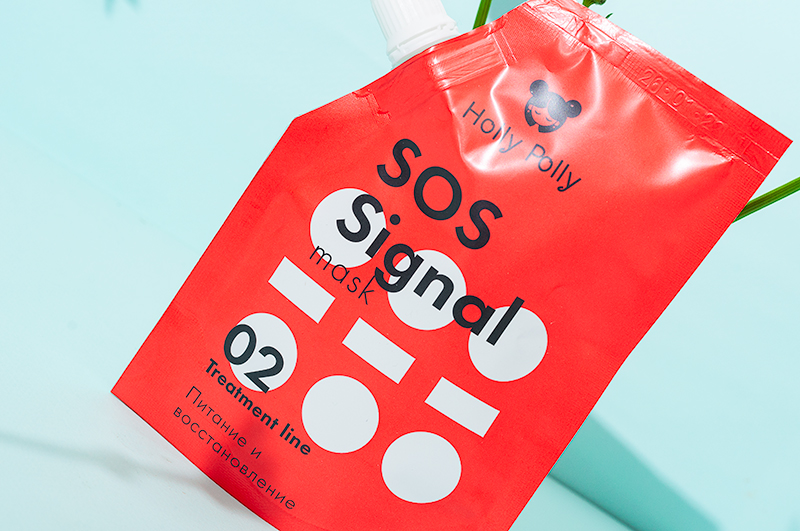 Holly Polly
SOS
Signal
mask
02
Treatment line
Питание и
восстановление